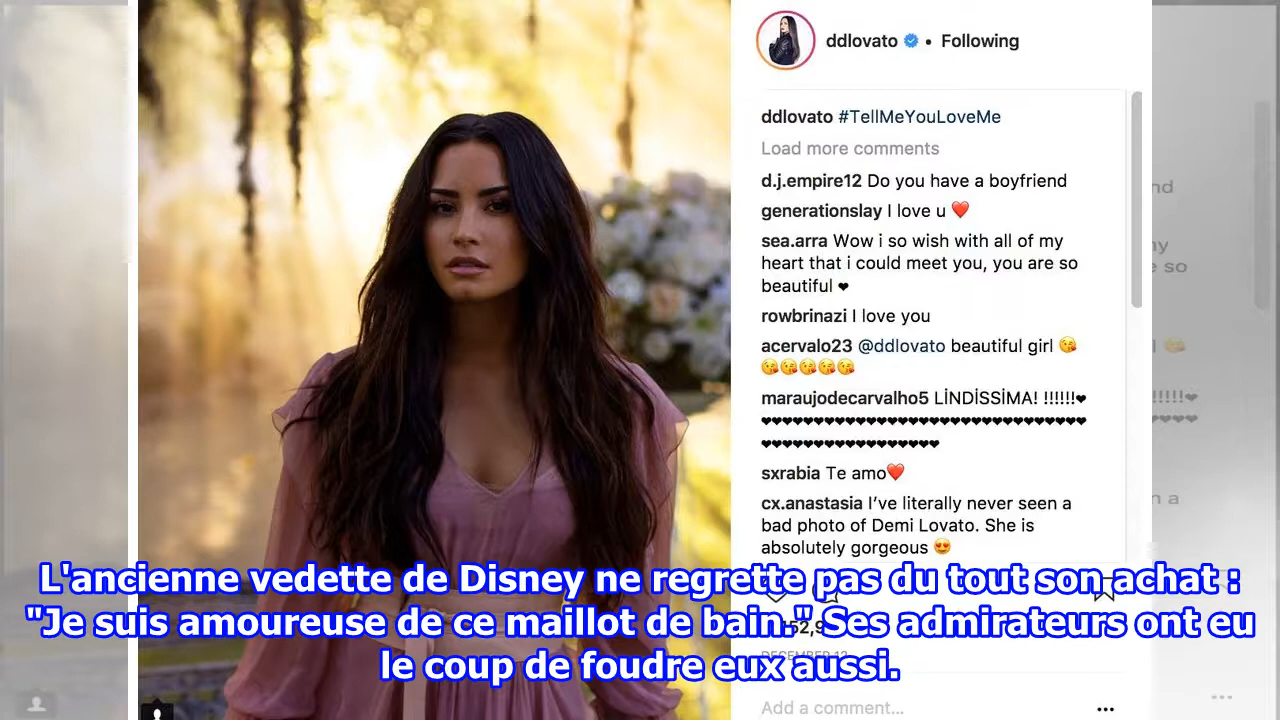 ddlovato • Following
ddlovato #TellMeYouLoveMe
Load more comments
d.j.empire12 Do you have a boyfriend
generationslay I love u ❤️
sea.arra Wow i so wish with all of my
heart that i could meet you, you are so
beautiful ❤
rowbrinazi I love you
acervalo23 @ddlovato beautiful girl 😘
😘😘😘😘😘
maraujodecarvalho5 LİNDİSSİMA! !!!!!!❤
❤❤❤❤❤❤❤❤❤❤❤❤❤❤❤❤❤❤❤❤❤❤❤❤❤❤❤❤❤❤❤
❤❤❤❤❤❤❤❤❤❤❤❤❤❤❤❤❤
sxrabia Te amo❤️
cx.anastasia I’ve literally never seen a
bad photo of Demi Lovato. She is
absolutely gorgeous 😍
L'ancienne vedette de Disney ne regrette pas du tout son achat :
"Je suis amoureuse de ce maillot de bain." Ses admirateurs ont eu
le coup de foudre eux aussi.
Add a comment...